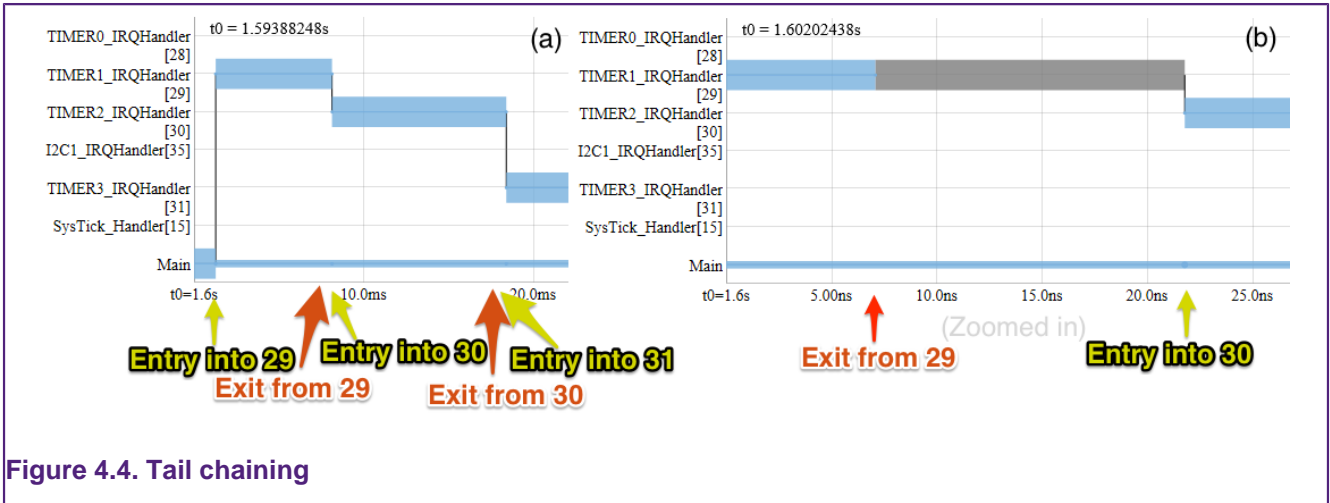 t0 = 1.59388248s
(a)
TIMER0_IRQHandler
[28]
TIMER1_IRQHandler
[29]
TIMER2_IRQHandler
[30]
I2C1_IRQHandler[35]
TIMER3_IRQHandler
[31]
SysTick_Handler[15]
Main
t0=1.6s
10.0ms
20.0ms
Entry into 29
Entry into 30
Entry into 31
Exit from 29
Exit from 30
t0 = 1.60202438s
(b)
TIMER0_IRQHandler
[28]
TIMER1_IRQHandler
[29]
TIMER2_IRQHandler
[30]
I2C1_IRQHandler[35]
TIMER3_IRQHandler
[31]
SysTick_Handler[15]
Main
t0=1.6s
5.00ns
10.0ns
15.0ns
20.0ns
25.0ns
(Zoomed in)
Exit from 29
Entry into 30
Figure 4.4. Tail chaining